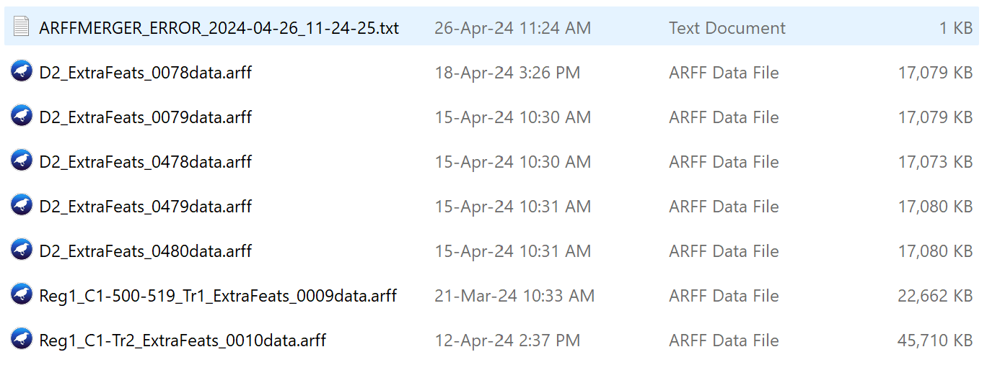 ARFFMERGER_ERROR_2024-04-26_11-24-25.txt 26-Apr-24 11:24 AM Text Document 1 KB
D2_ExtraFeats_0078data.arff 18-Apr-24 3:26 PM ARFF Data File 17,079 KB
D2_ExtraFeats_0079data.arff 15-Apr-24 10:30 AM ARFF Data File 17,079 KB
D2_ExtraFeats_0478data.arff 15-Apr-24 10:30 AM ARFF Data File 17,073 KB
D2_ExtraFeats_0479data.arff 15-Apr-24 10:31 AM ARFF Data File 17,080 KB
D2_ExtraFeats_0480data.arff 15-Apr-24 10:31 AM ARFF Data File 17,080 KB
Reg1_C1-500-519_Tr1_ExtraFeats_0009data.arff 21-Mar-24 10:33 AM ARFF Data File 22,662 KB
Reg1_C1-Tr2_ExtraFeats_0010data.arff 12-Apr-24 2:37 PM ARFF Data File 45,710 KB